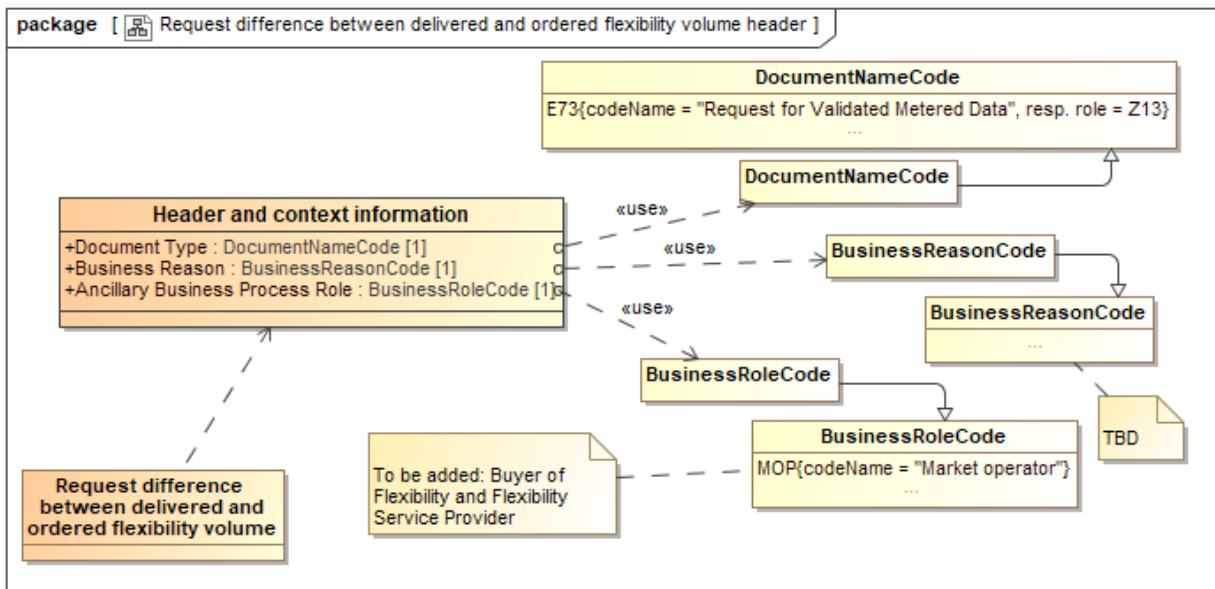 package [ Request difference between delivered and ordered flexibility volume header ]
DocumentNameCode
E73{codeName = "Request for Validated Metered Data", resp. role = Z13}
...
DocumentNameCode
«use»
Header and context information
+Document Type : DocumentNameCode [1]
+Business Reason : BusinessReasonCode [1]
+Ancillary Business Process Role : BusinessRoleCode [1]
«use»
BusinessReasonCode
«use»
BusinessReasonCode
...
BusinessRoleCode
TBD
BusinessRoleCode
MOP{codeName = "Market operator"}
...
To be added: Buyer of
Flexibility and Flexibility
Service Provider
Request difference
between delivered and
ordered flexibility volume